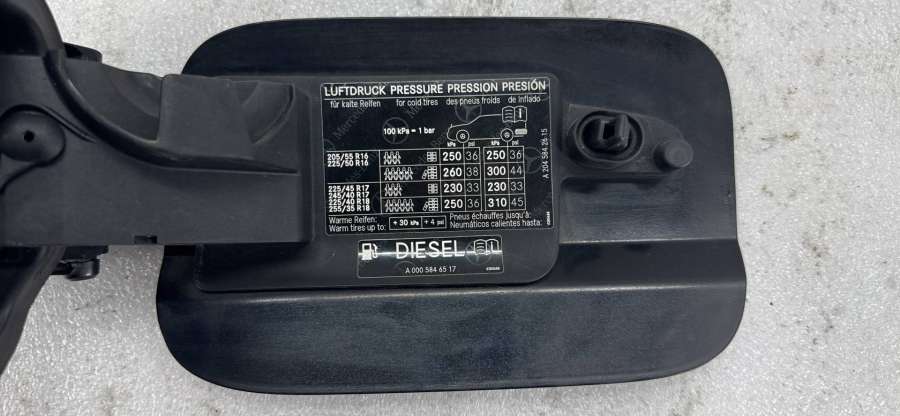 LUFTDRUCK PRESSURE PRESSION PRESIÓN
für kalte Reifen for cold tires des pneus froids de inflado
100 kPa = 1 bar
kPa psi kPa psi
205/55 R16
225/50 R16
250 36 250 36
260 38 300 44
225/45 R17
245/40 R17
225/40 R18
255/35 R18
230 33 230 33
250 36 310 45
Warme Reifen:
Warm tires up to:
+ 30 kPa + 4 psi
Pneus échauffes jusqu'à:
Neumáticos calientes hasta:
A 204 584 26 15
DIESEL
A 000 584 65 17